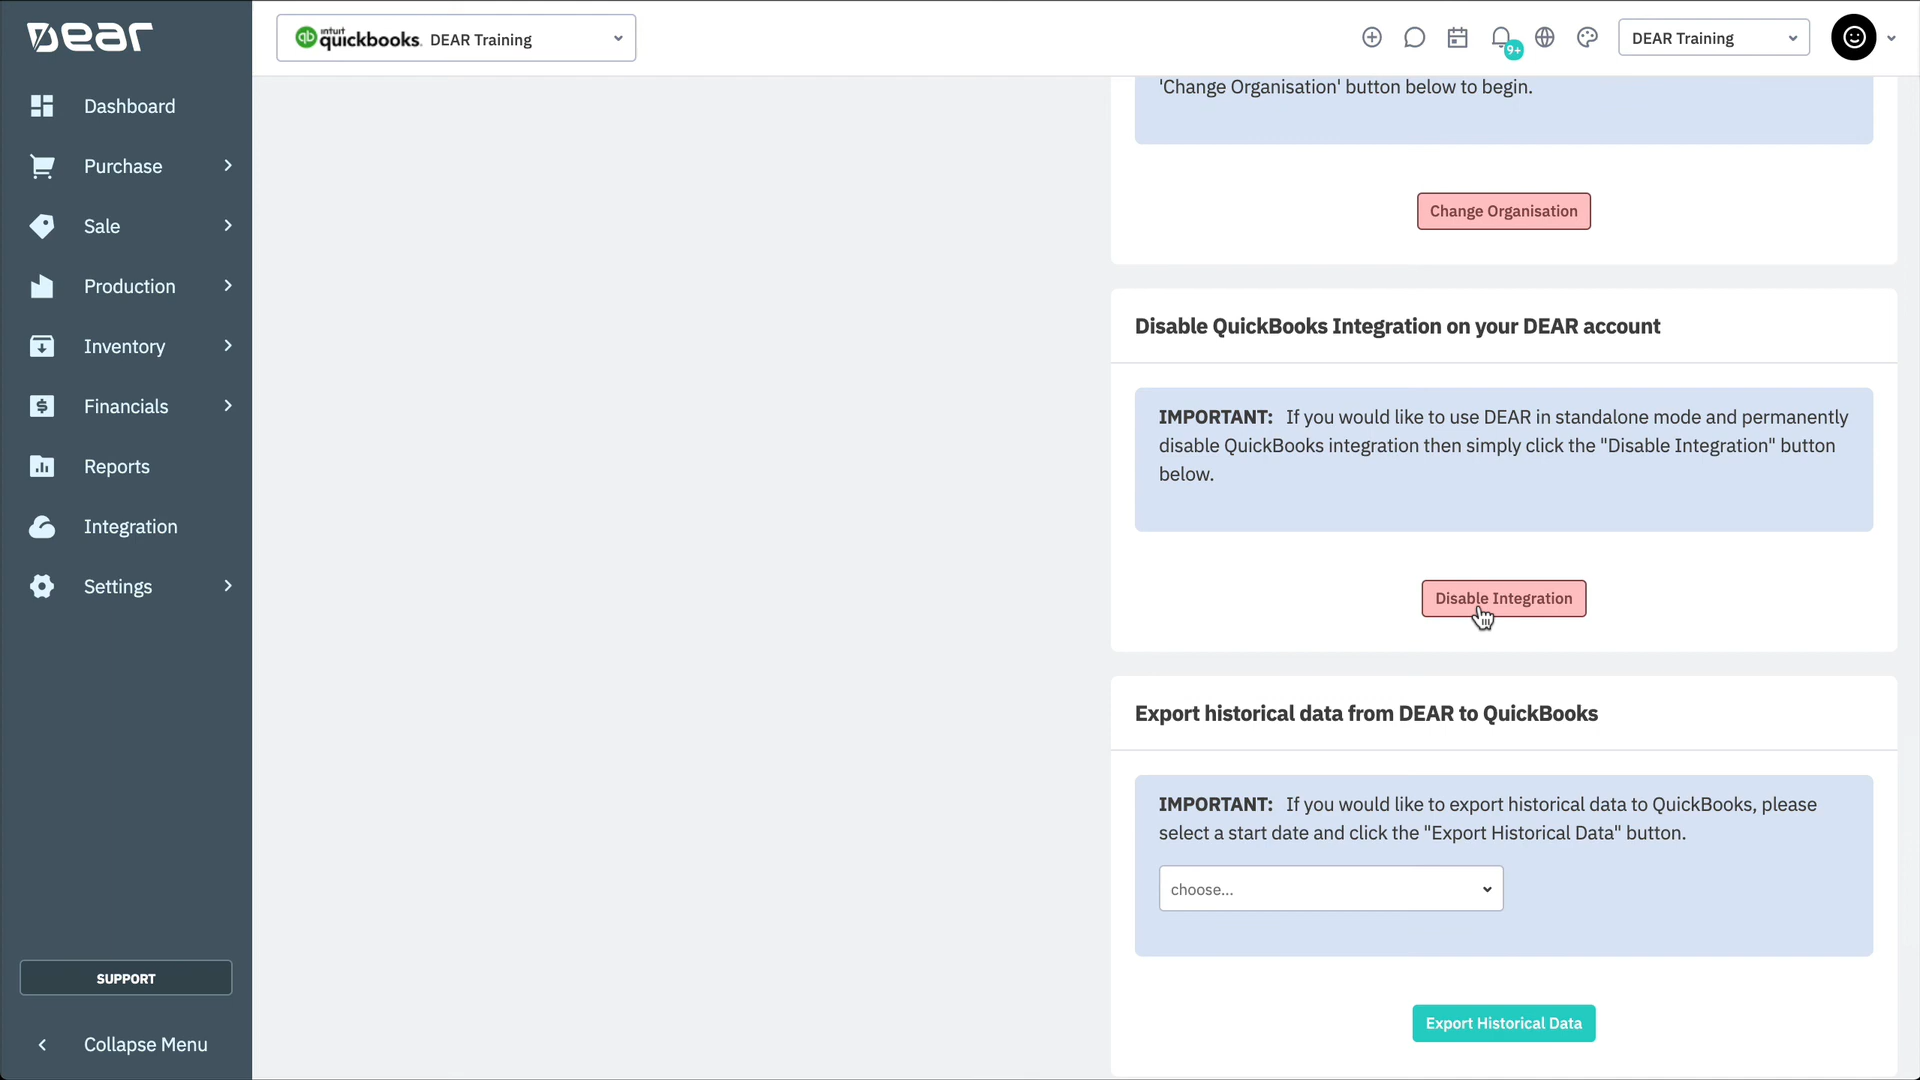 DEAR
intuit
qb quickbooks. DEAR Training
9+
DEAR Training
Dashboard
Purchase
Sale
Production
Inventory
Financials
Reports
Integration
Settings
SUPPORT
Collapse Menu
'Change Organisation' button below to begin.
Change Organisation
Disable QuickBooks Integration on your DEAR account
IMPORTANT: If you would like to use DEAR in standalone mode and permanently
disable QuickBooks integration then simply click the "Disable Integration" button
below.
Disable Integration
Export historical data from DEAR to QuickBooks
IMPORTANT: If you would like to export historical data to QuickBooks, please
select a start date and click the "Export Historical Data" button.
choose...
Export Historical Data